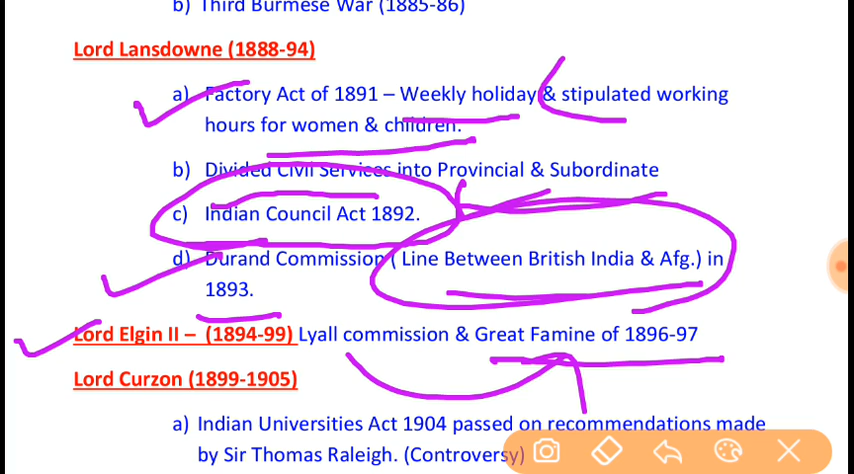 b) Third Burmese War (1885-86)
Lord Lansdowne (1888-94)
a) Factory Act of 1891 – Weekly holiday & stipulated working
hours for women & children.
b) Divided Civil Services into Provincial & Subordinate
c) Indian Council Act 1892.
d) Durand Commission ( Line Between British India & Afg.) in
1893.
Lord Elgin II – (1894-99) Lyall commission & Great Famine of 1896-97
Lord Curzon (1899-1905)
a) Indian Universities Act 1904 passed on recommendations made
by Sir Thomas Raleigh. (Controversy)